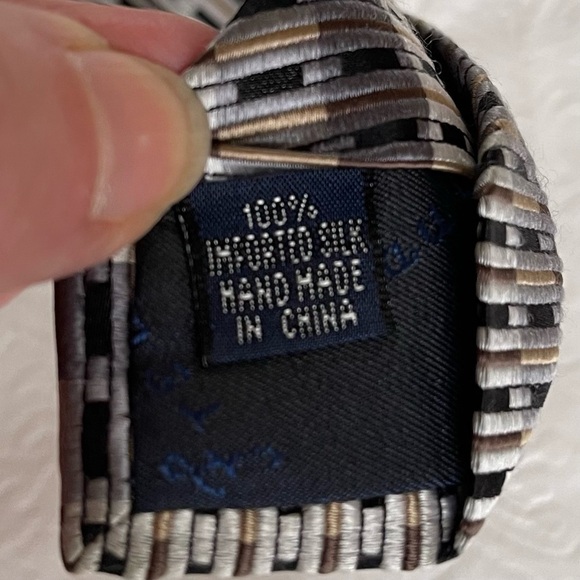 100%
IMPORTED SILK
HAND MADE
IN CHINA